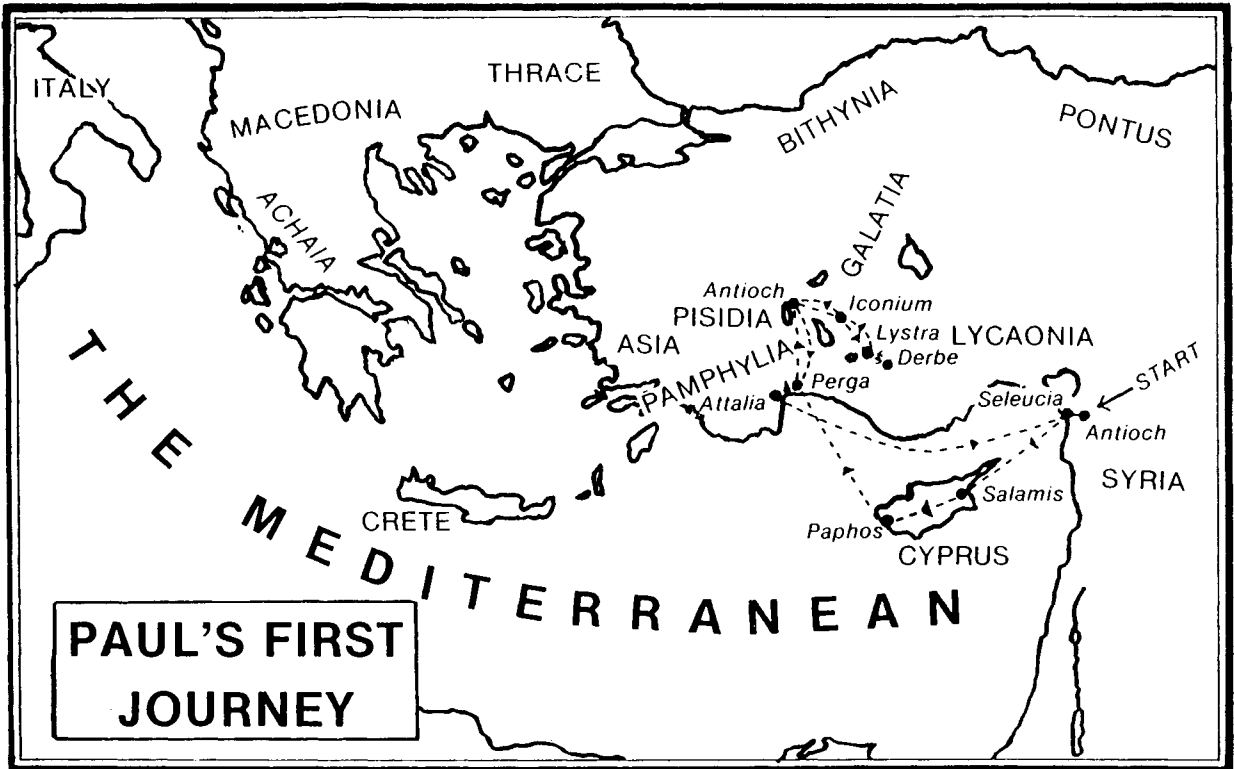 ITALY
MACEDONIA
THRACE
BITHYNIA
PONTUS
ACHAIA
GALATIA
Antioch
Iconium
PISIDIA
Lystra
LYCAONIA
ASIA
Derbe
PAMPHYLIA
Perga
Attalia
Seleucia
START
Antioch
SYRIA
Salamis
Paphos
CYPRUS
CRETE
THE MEDITERRANEAN
PAUL'S FIRST
JOURNEY